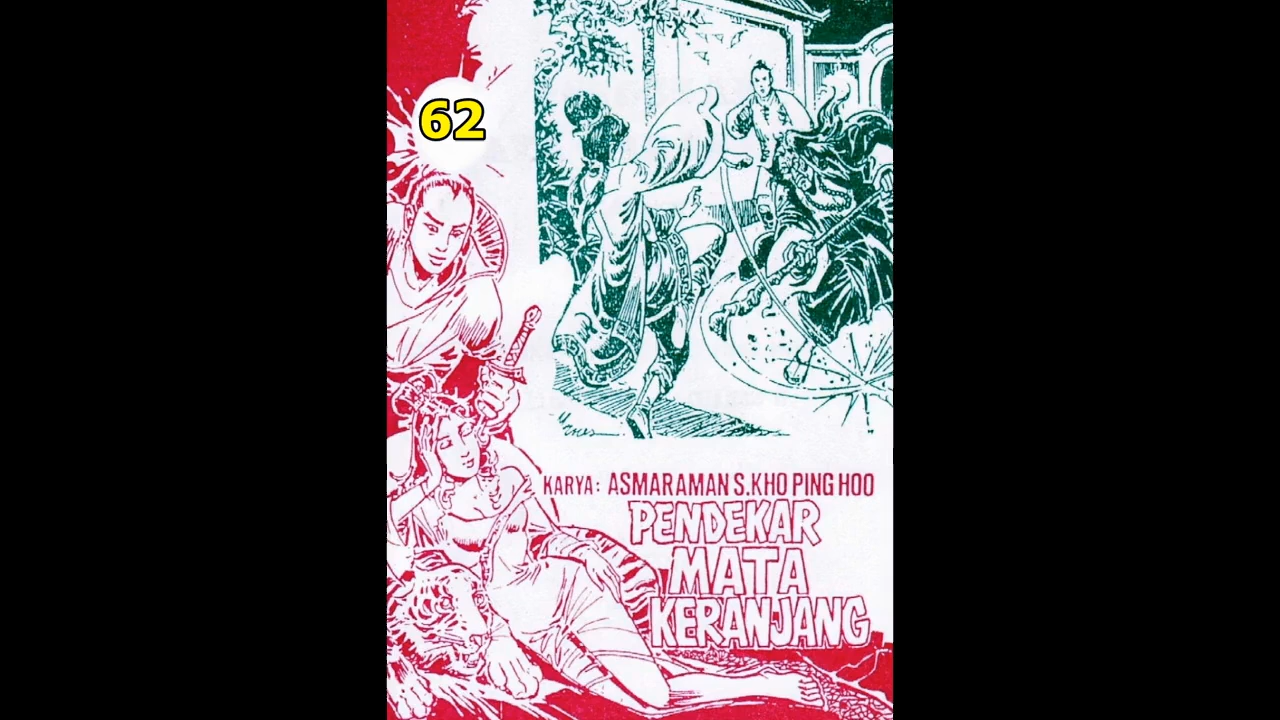 62
KARYA: ASMARAMAN S.KHO PING HOO
PENDEKAR
MATA
KERANJANG